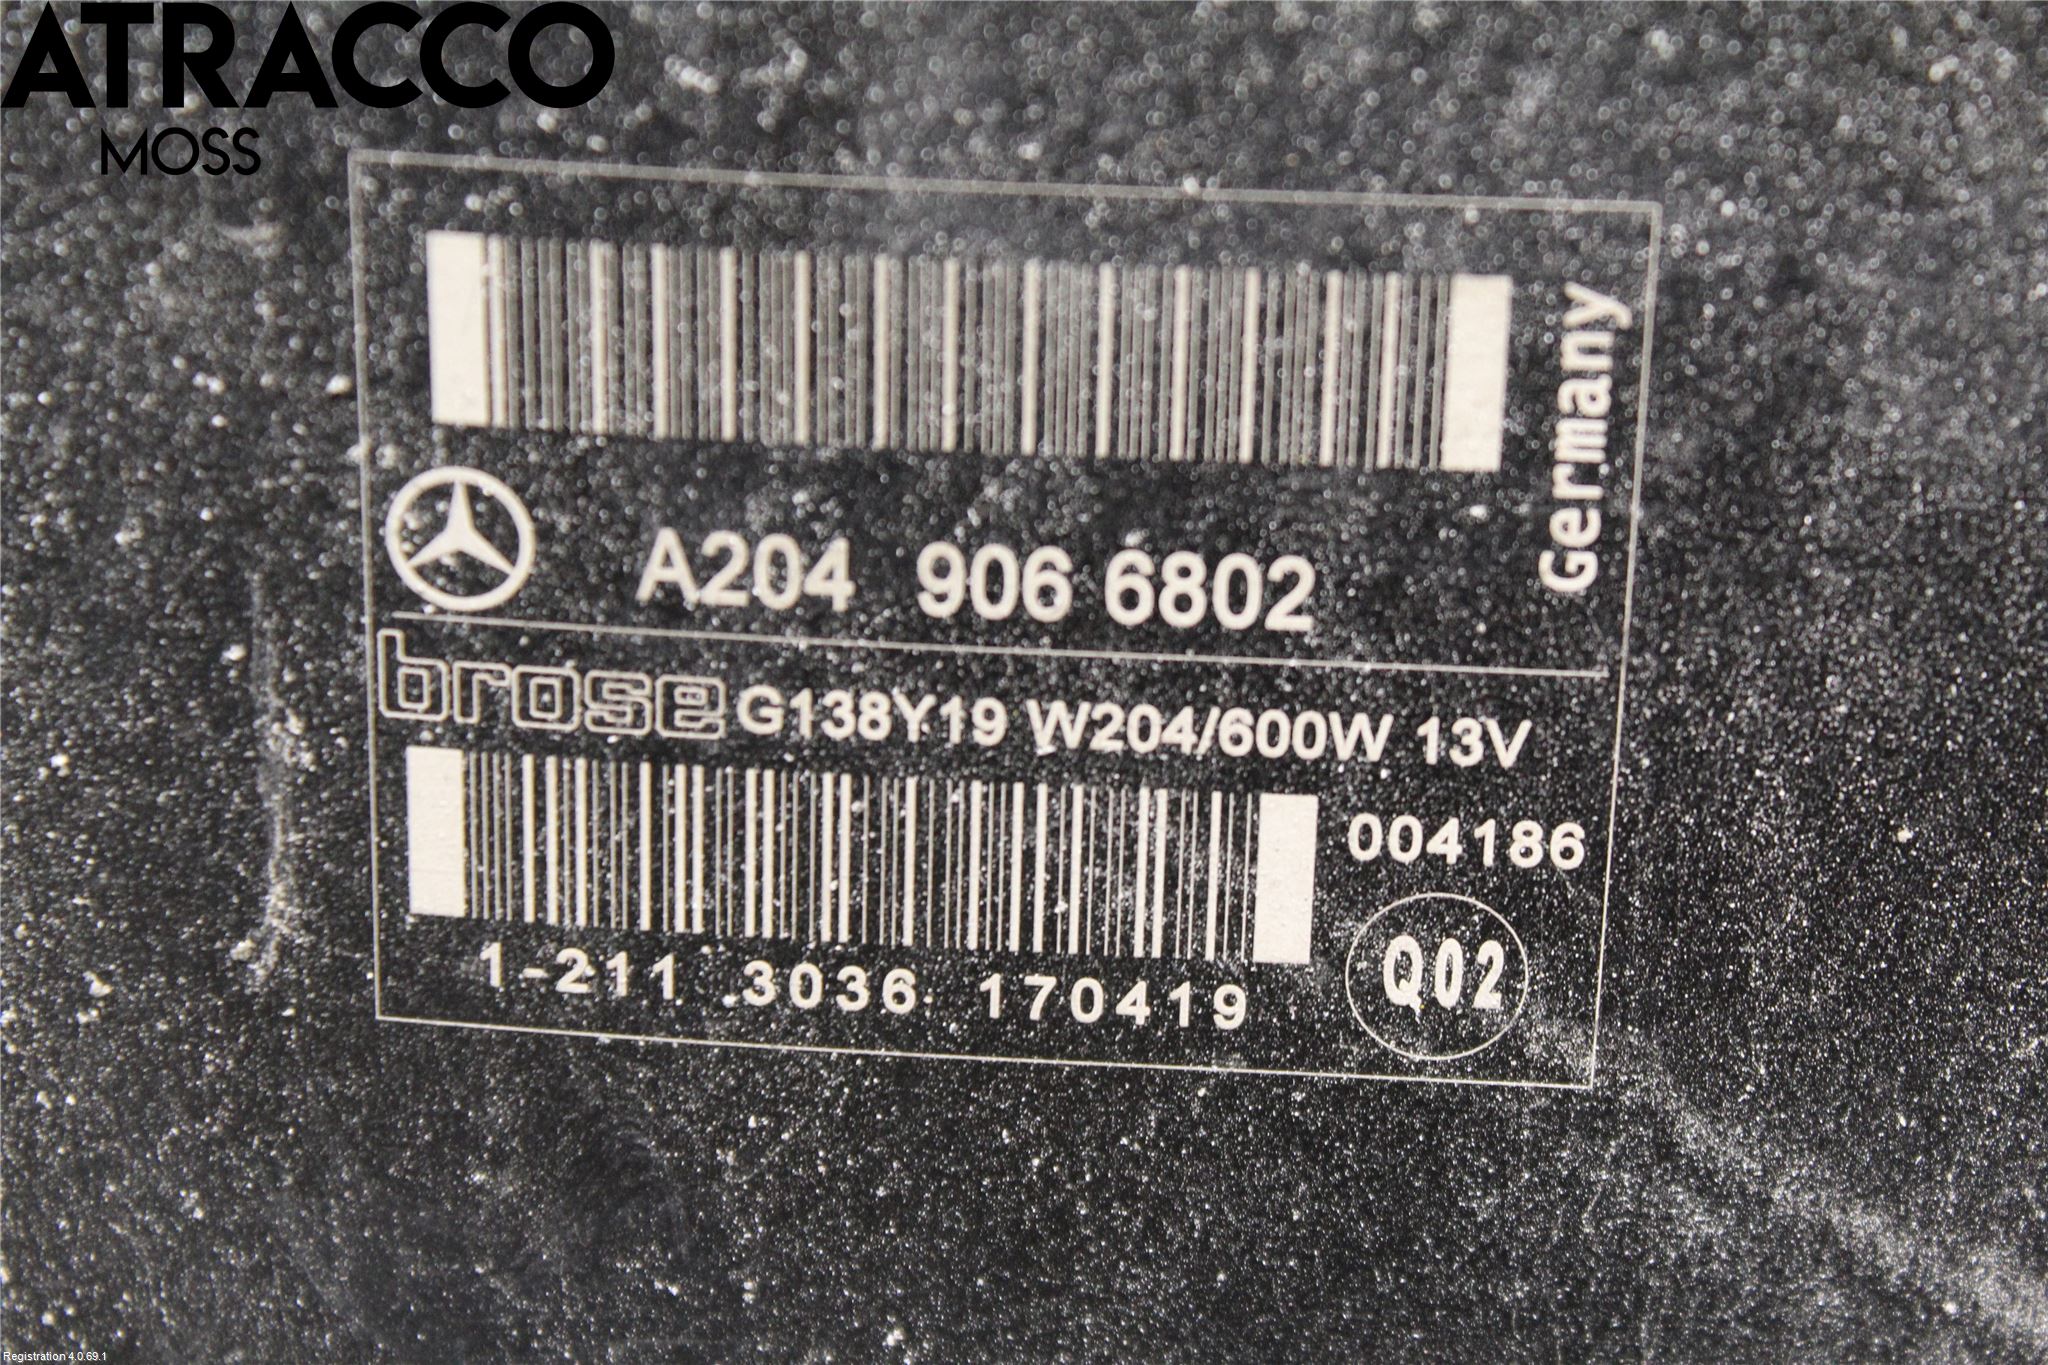 ATRACCO
MOSS
Germany
A204 906 6802
brose G138Y19 W204/600W 13V
004186
1-211 3036 170419
Q02
Registration 4.0.69.1